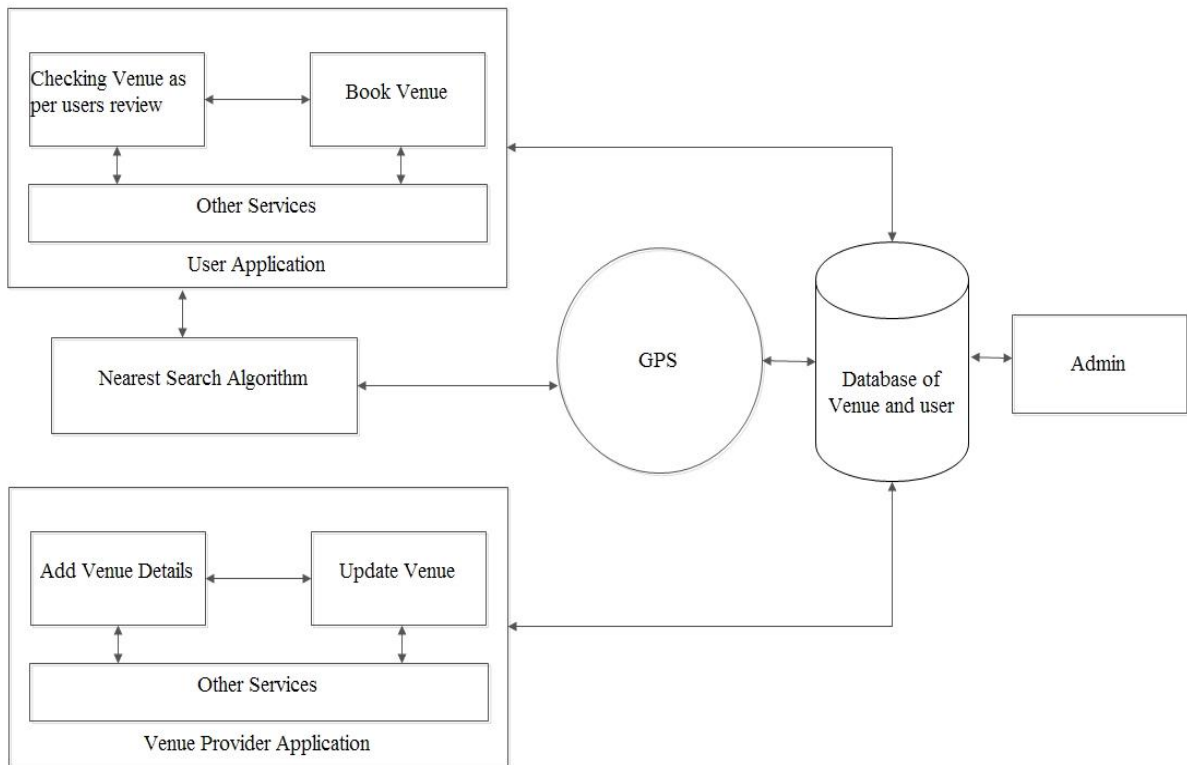 Checking Venue as
per users review
Book Venue
Other Services
User Application
Nearest Search Algorithm
GPS
Database of
Venue and user
Admin
Add Venue Details
Update Venue
Other Services
Venue Provider Application